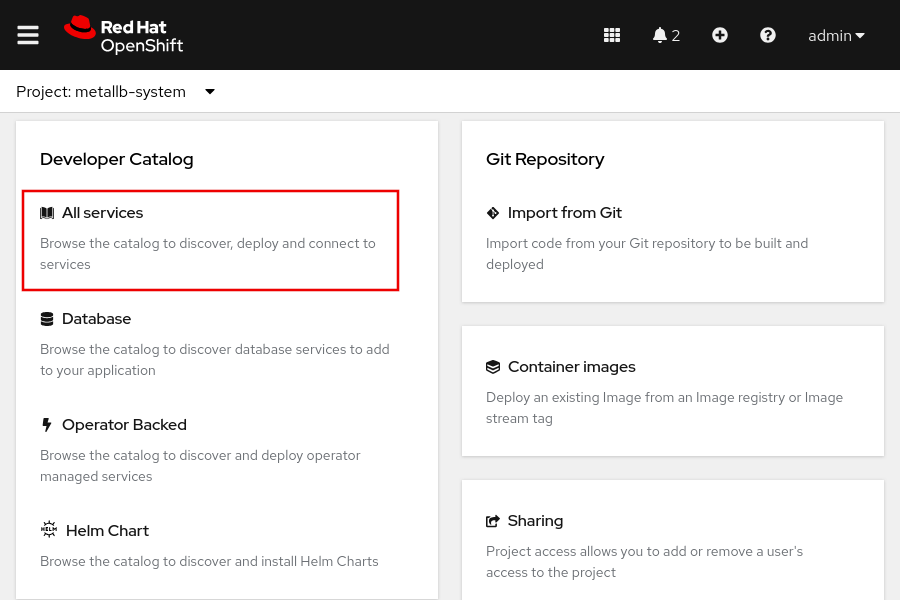 Red Hat
OpenShift
2
admin
Project: metallb-system
Developer Catalog
All services
Browse the catalog to discover, deploy and connect to
services
Database
Browse the catalog to discover database services to add
to your application
Operator Backed
Browse the catalog to discover and deploy operator
managed services
HELM
Helm Chart
Browse the catalog to discover and install Helm Charts
Git Repository
Import from Git
Import code from your Git repository to be built and
deployed
Container images
Deploy an existing Image from an Image registry or Image
stream tag
Sharing
Project access allows you to add or remove a user's
access to the project